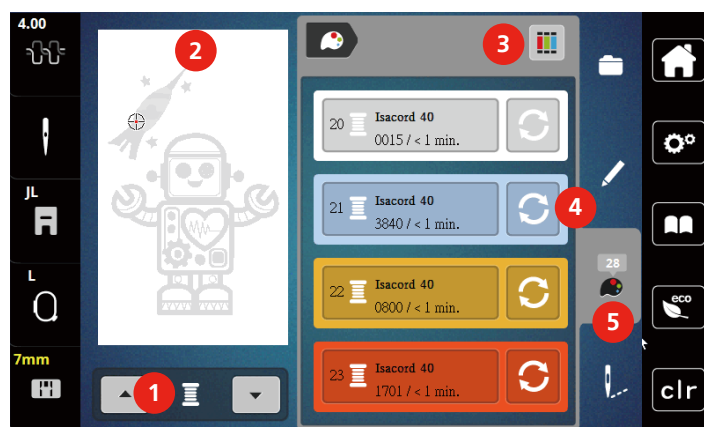 4.00
JL
L
7mm
1
2
3
20 Isacord 40
0015 / < 1 min.
21 Isacord 40
3840 / < 1 min.
4
22 Isacord 40
0800 / < 1 min.
23 Isacord 40
1701 / < 1 min.
28
5
eco
clr